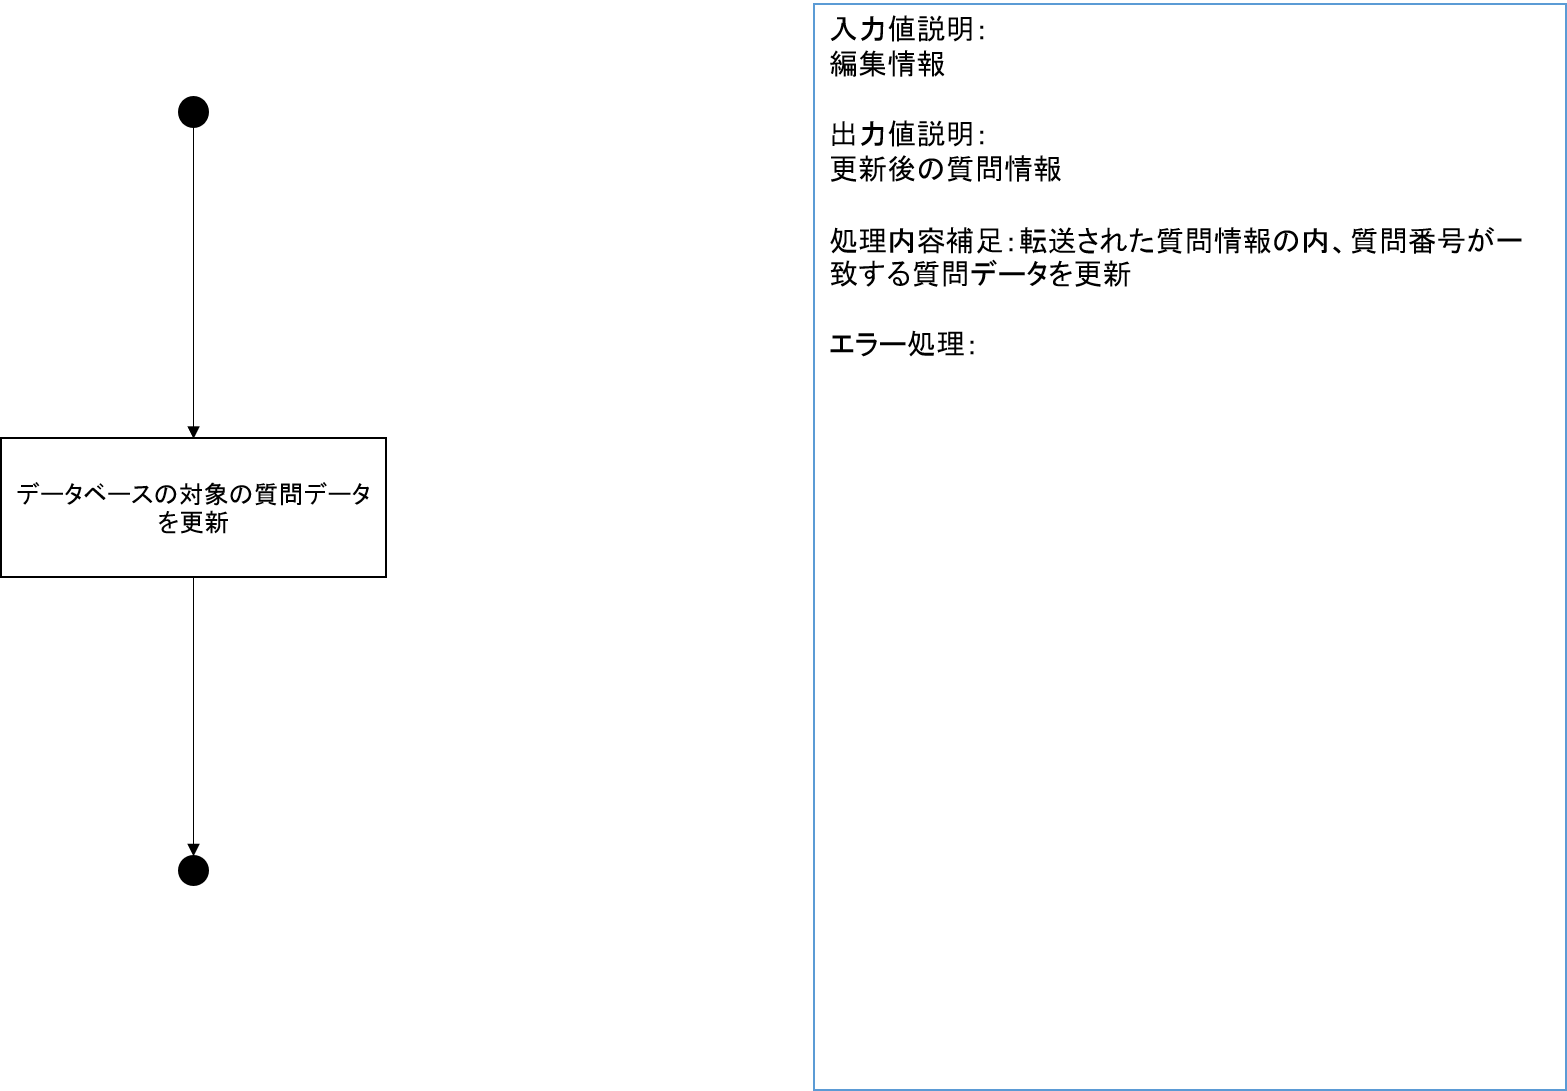 入力値説明：
編集情報
出力値説明：
更新後の質問情報
処理内容補足：転送された質問情報の内、質問番号が一
致する質問データを更新
エラー処理：
データベースの対象の質問データ
を更新